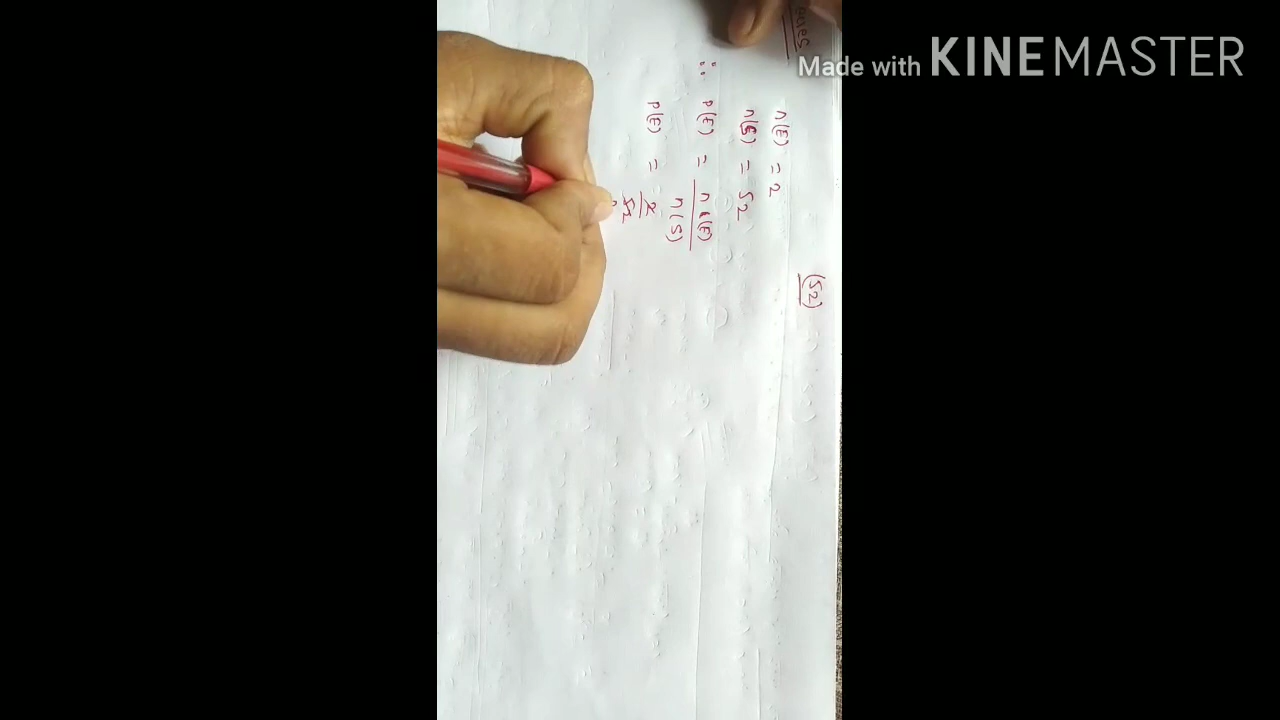 Made with KINEMASTER
(52)
n(E) = 2
n(S) = 52
∴ P(E) = n(E)/n(S)
P(E) = 2/52